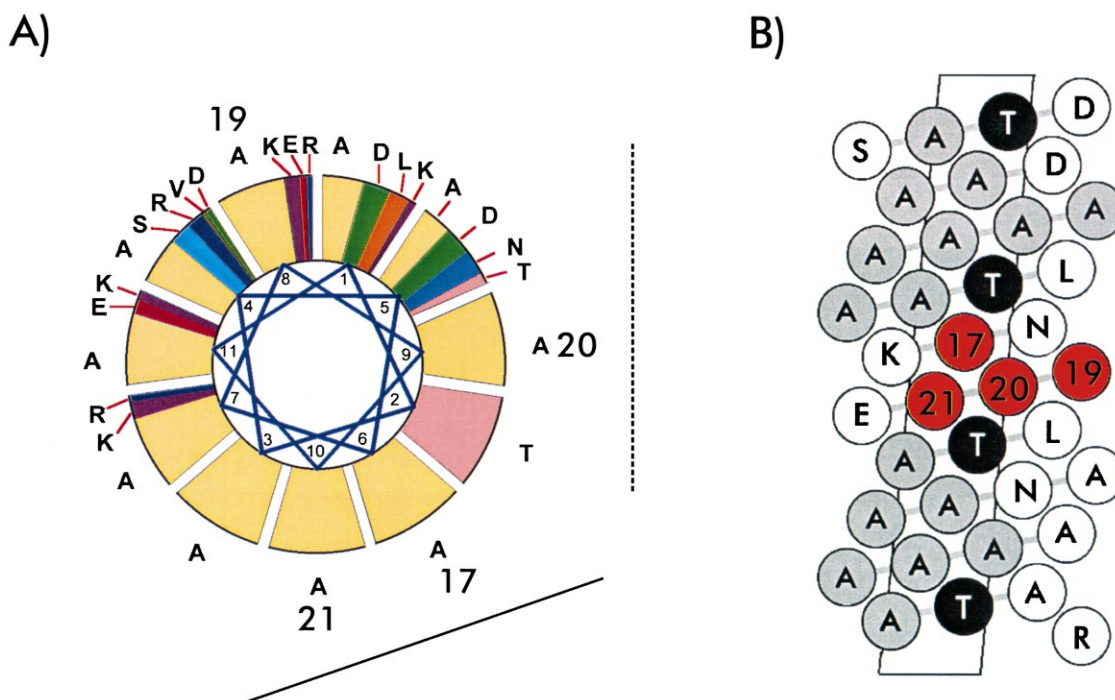 A)
19
A K E R A D L K
A D N T
D V R S A
K E A
R K A
A
A
21
A
17
T
A 20
8 1 5 9 2 6 10 3 7 11 4
B)
S A T D
A A D
A A A A
A A T L
K 17 N
E 21 20 19
A T L
A A N A
A A A A
A T A R